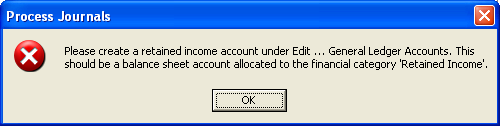 Process Journals
Please create a retained income account under Edit ... General Ledger Accounts. This
should be a balance sheet account allocated to the financial category 'Retained Income'.
OK